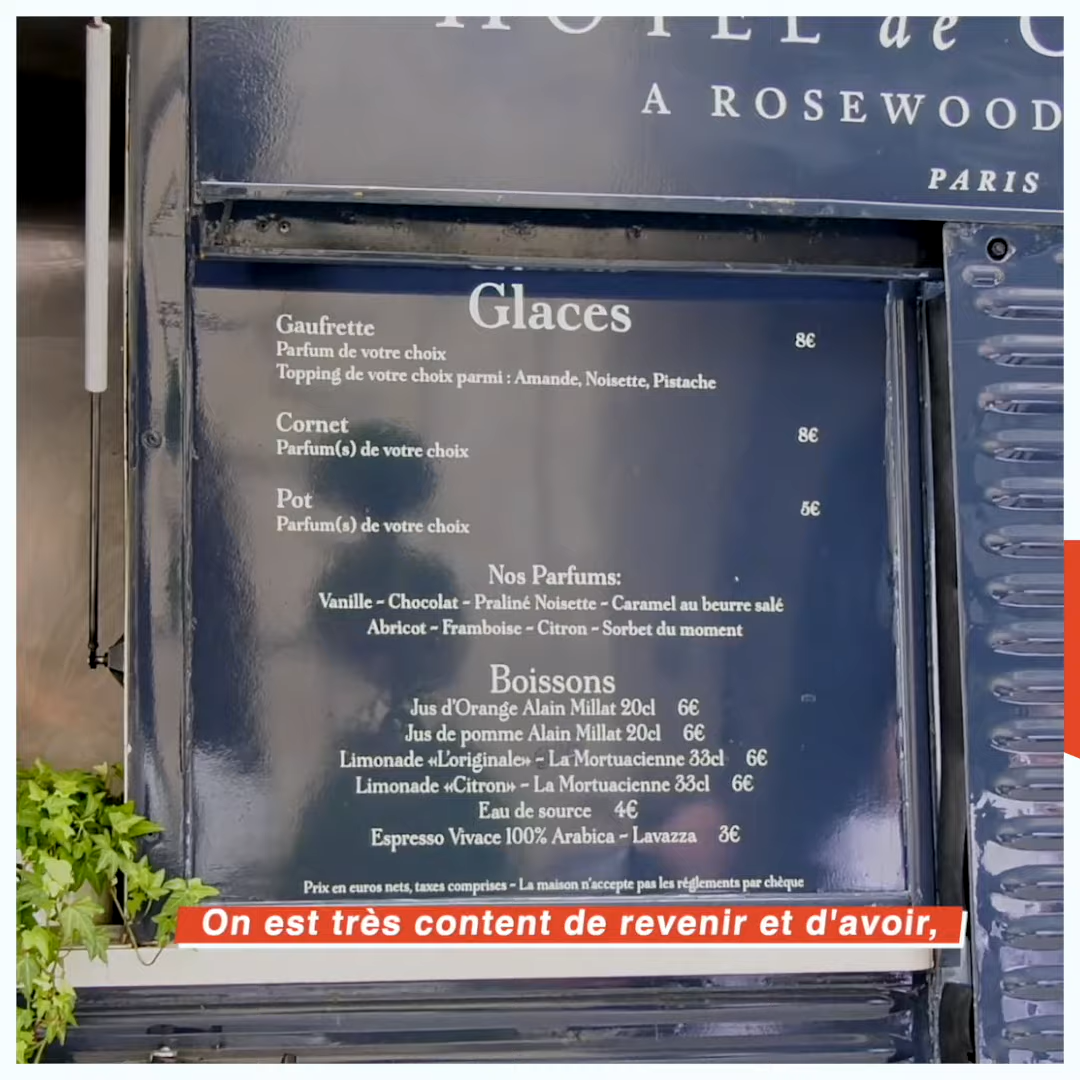 HOTEL de C
A ROSEWOOD
PARIS
Glaces
Gaufrette 8€
Parfum de votre choix
Topping de votre choix parmi : Amande, Noisette, Pistache
Cornet 8€
Parfum(s) de votre choix
Pot 5€
Parfum(s) de votre choix
Nos Parfums:
Vanille - Chocolat - Praliné Noisette - Caramel au beurre salé
Abricot - Framboise - Citron - Sorbet du moment
Boissons
Jus d'Orange Alain Millat 20cl 6€
Jus de pomme Alain Millat 20cl 6€
Limonade «L'originale» - La Mortuacienne 33cl 6€
Limonade «Citron» - La Mortuacienne 33cl 6€
Eau de source 4€
Espresso Vivace 100% Arabica - Lavazza 3€
Prix en euros nets, taxes comprises - La maison n'accepte pas les réglements par chèque
On est très content de revenir et d'avoir,